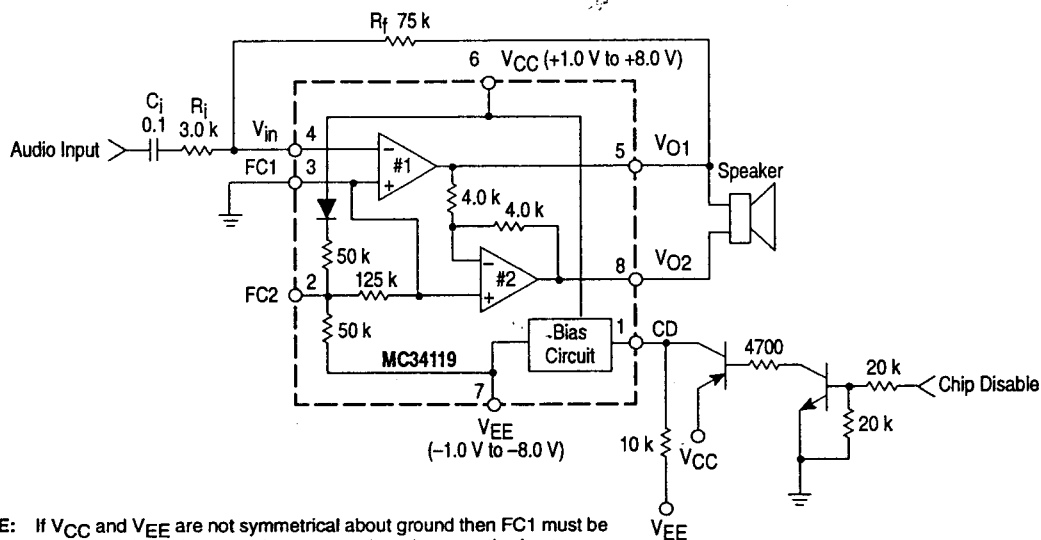 Rf 75 k
6 VCC (+1.0 V to +8.0 V)
Ci
0.1
Ri
3.0 k
Vin
4
Audio Input
FC1
3
#1
5
VO1
Speaker
4.0 k
4.0 k
50 k
FC2
2
125 k
#2
8
VO2
50 k
Bias
Circuit
1
CD
MC34119
4700
20 k
Chip Disable
7
VEE
(–1.0 V to –8.0 V)
10 k
VCC
20 k
VEE
E: If VCC and VEE are not symmetrical about ground then FC1 must be